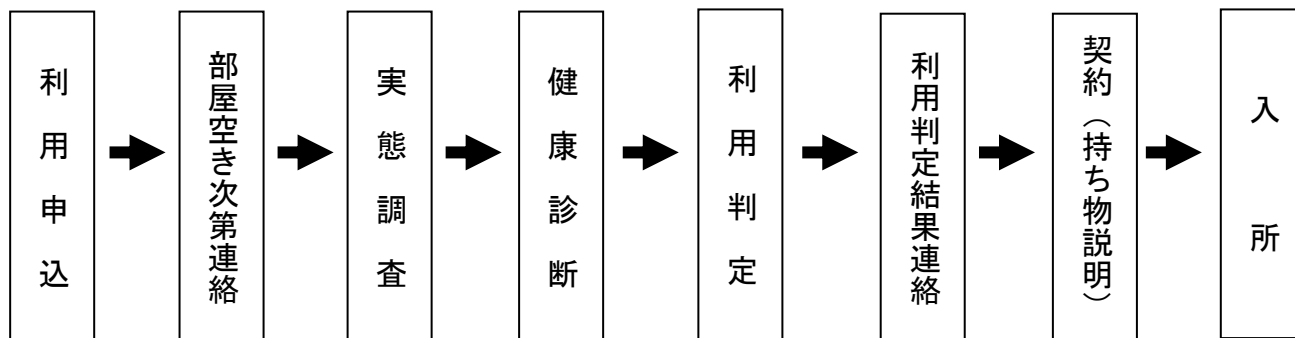 利用申込
部屋空き次第連絡
実態調査
健康診断
利用判定
利用判定結果連絡
契約（持ち物説明）
入所